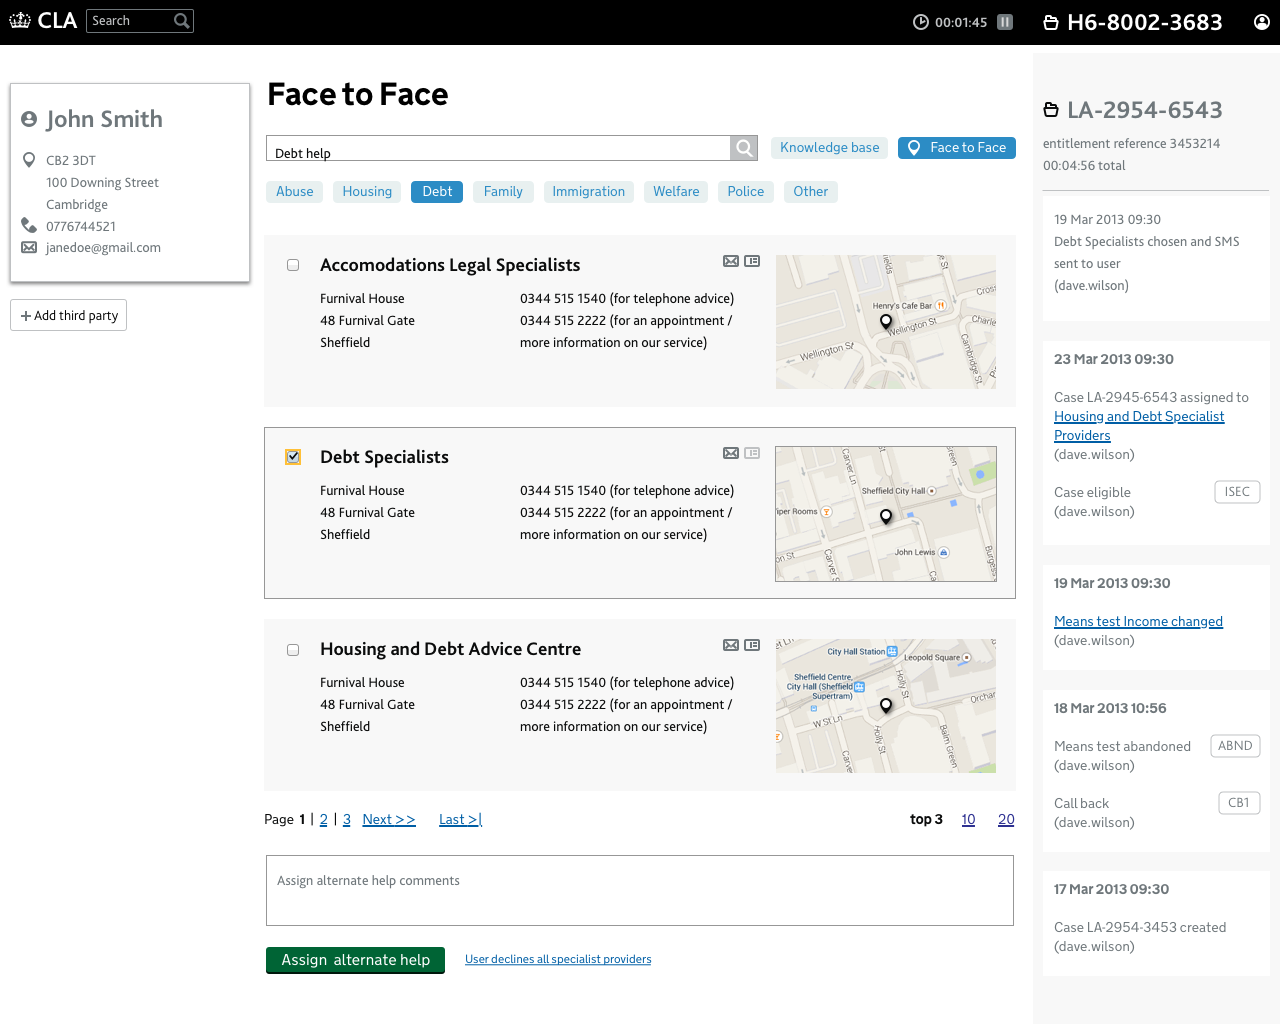 CLA
Search
00:01:45
H6-8002-3683
John Smith
CB2 3DT
100 Downing Street
Cambridge
0776744521
janedoe@gmail.com
+ Add third party
Face to Face
Debt help
Knowledge base
Face to Face
Abuse
Housing
Debt
Family
Immigration
Welfare
Police
Other
Accomodations Legal Specialists
Furnival House
48 Furnival Gate
Sheffield
0344 515 1540 (for telephone advice)
0344 515 2222 (for an appointment /
more information on our service)
Henry's Cafe Bar
Wellington St
Wellington St
Cambridge St
Charle
Cross
Debt Specialists
Furnival House
48 Furnival Gate
Sheffield
0344 515 1540 (for telephone advice)
0344 515 2222 (for an appointment /
more information on our service)
Carver Ln
Sheffield City Hall
iper Rooms
John Lewis
Carver S
Burgess
Housing and Debt Advice Centre
Furnival House
48 Furnival Gate
Sheffield
0344 515 1540 (for telephone advice)
0344 515 2222 (for an appointment /
more information on our service)
City Hall Station
Leopold Square
Sheffield Centre,
City Hall (Sheffield
Supertram)
Holly St
Orchar
W St Ln
Holly St
Balm Green
Page 1 | 2 | 3 Next >> Last >|
top 3 10 20
Assign alternate help comments
Assign alternate help
User declines all specialist providers
LA-2954-6543
entitlement reference 3453214
00:04:56 total
19 Mar 2013 09:30
Debt Specialists chosen and SMS
sent to user
(dave.wilson)
23 Mar 2013 09:30
Case LA-2945-6543 assigned to
Housing and Debt Specialist
Providers
(dave.wilson)
Case eligible
ISEC
(dave.wilson)
19 Mar 2013 09:30
Means test Income changed
(dave.wilson)
18 Mar 2013 10:56
Means test abandoned
ABND
(dave.wilson)
Call back
CB1
(dave.wilson)
17 Mar 2013 09:30
Case LA-2954-3453 created
(dave.wilson)